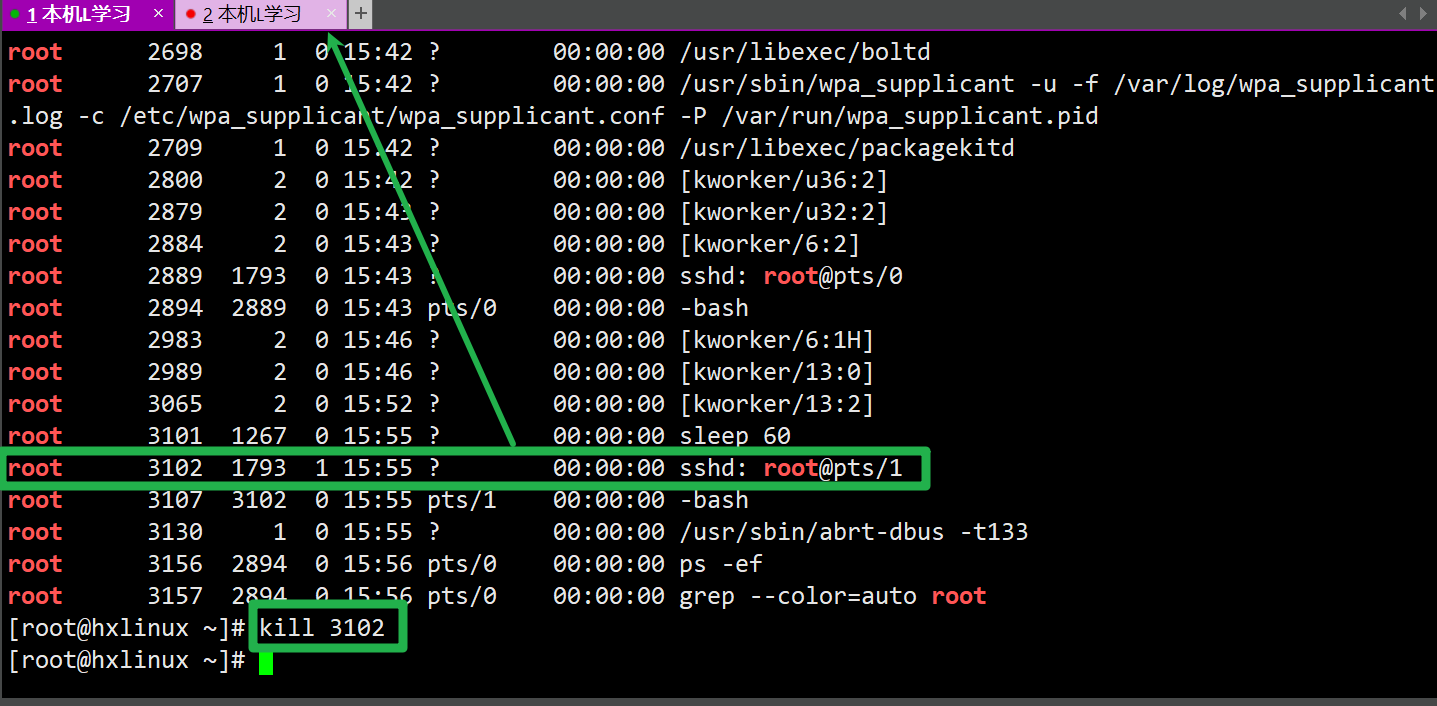 1 本机L学习 × 2 本机L学习 × +
root 2698 1 0 15:42 ? 00:00:00 /usr/libexec/boltd
root 2707 1 0 15:42 ? 00:00:00 /usr/sbin/wpa_supplicant -u -f /var/log/wpa_supplicant
.log -c /etc/wpa_supplicant/wpa_supplicant.conf -P /var/run/wpa_supplicant.pid
root 2709 1 0 15:42 ? 00:00:00 /usr/libexec/packagekitd
root 2800 2 0 15:42 ? 00:00:00 [kworker/u36:2]
root 2879 2 0 15:43 ? 00:00:00 [kworker/u32:2]
root 2884 2 0 15:43 ? 00:00:00 [kworker/6:2]
root 2889 1793 0 15:43 ? 00:00:00 sshd: root@pts/0
root 2894 2889 0 15:43 pts/0 00:00:00 -bash
root 2983 2 0 15:46 ? 00:00:00 [kworker/6:1H]
root 2989 2 0 15:46 ? 00:00:00 [kworker/13:0]
root 3065 2 0 15:52 ? 00:00:00 [kworker/13:2]
root 3101 1267 0 15:55 ? 00:00:00 sleep 60
root 3102 1793 1 15:55 ? 00:00:00 sshd: root@pts/1
root 3107 3102 0 15:55 pts/1 00:00:00 -bash
root 3130 1 0 15:55 ? 00:00:00 /usr/sbin/abrt-dbus -t133
root 3156 2894 0 15:56 pts/0 00:00:00 ps -ef
root 3157 2894 0 15:56 pts/0 00:00:00 grep --color=auto root
[root@hxlinux ~]# kill 3102
[root@hxlinux ~]#